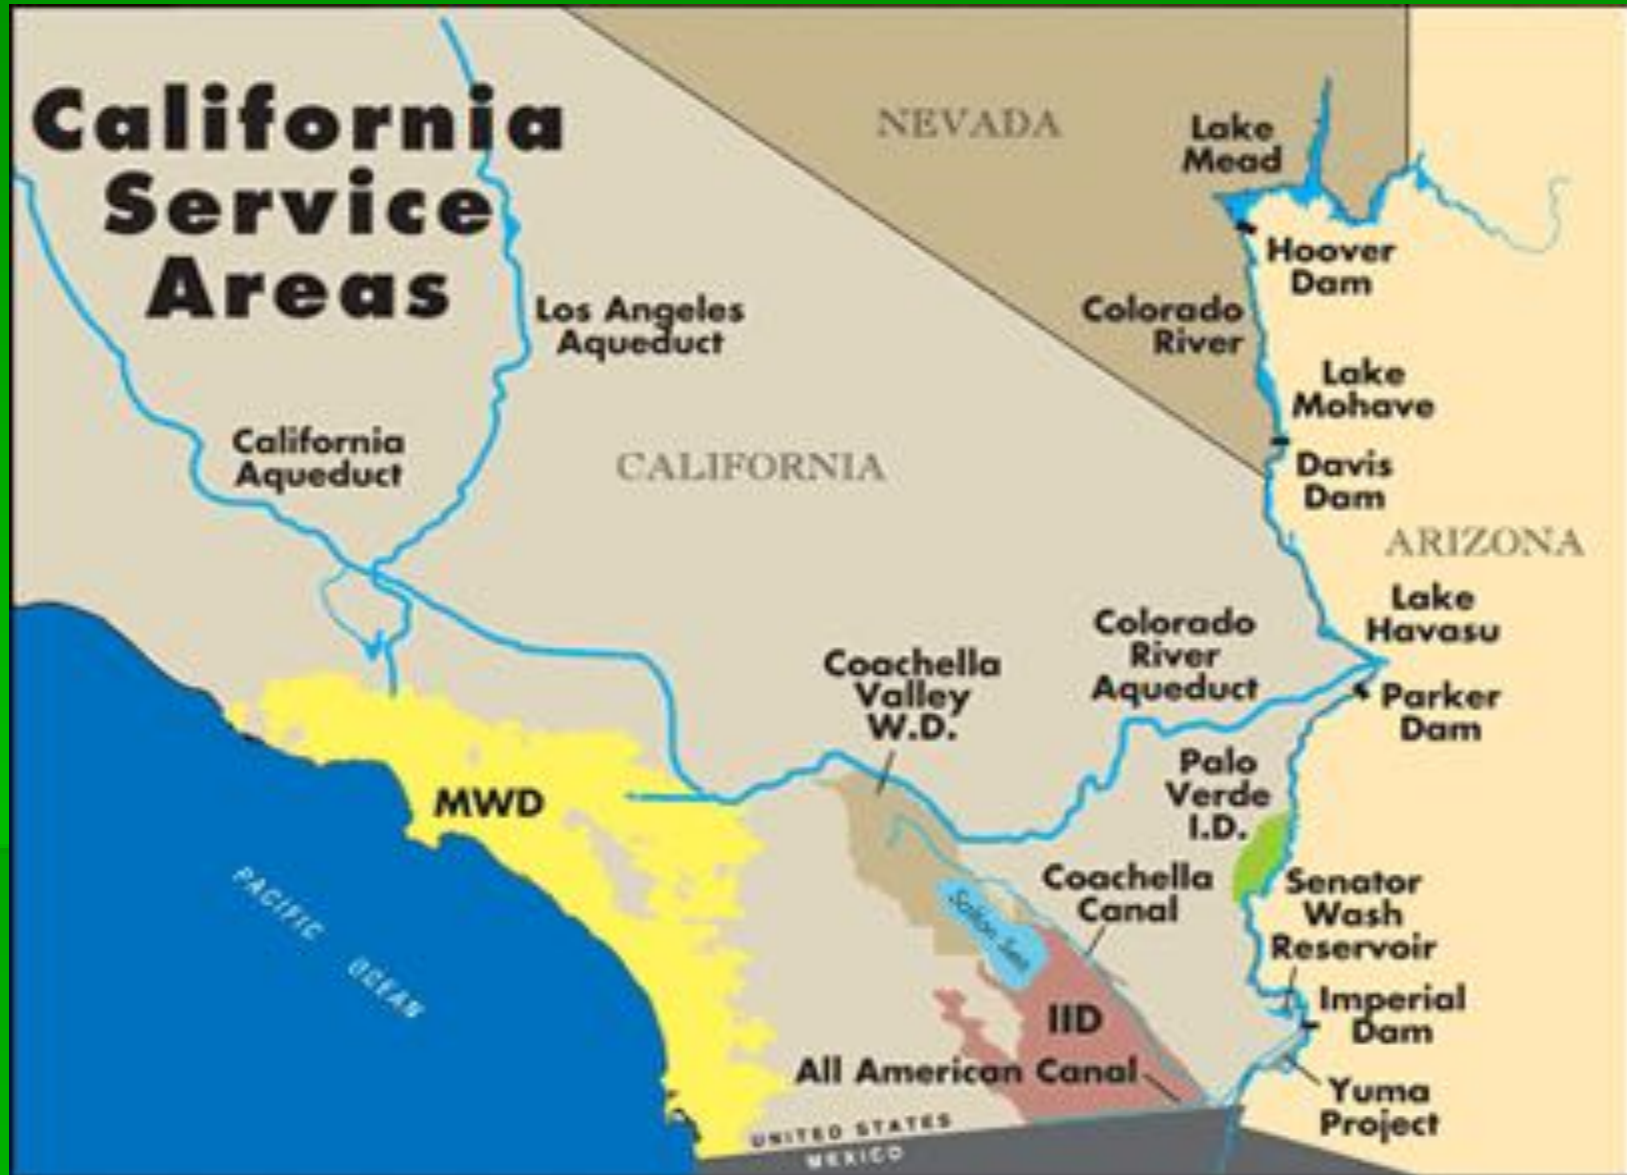 California
Service
Areas
NEVADA
Lake
Mead
Hoover
Dam
Los Angeles
Aqueduct
Colorado
River
Lake
Mohave
California
Aqueduct
CALIFORNIA
Davis
Dam
ARIZONA
Lake
Havasu
Colorado
River
Aqueduct
Coachella
Valley
W.D.
Parker
Dam
Palo
Verde
I.D.
MWD
PACIFIC OCEAN
Salton Sea
Coachella
Canal
Senator
Wash
Reservoir
IID
Imperial
Dam
All American Canal
Yuma
Project
UNITED STATES
MEXICO